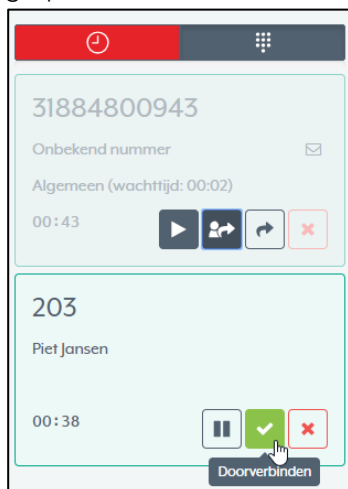 31884800943
Onbekend nummer
Algemeen (wachttijd: 00:02)
00:43
203
Piet Jansen
00:38
Doorverbinden